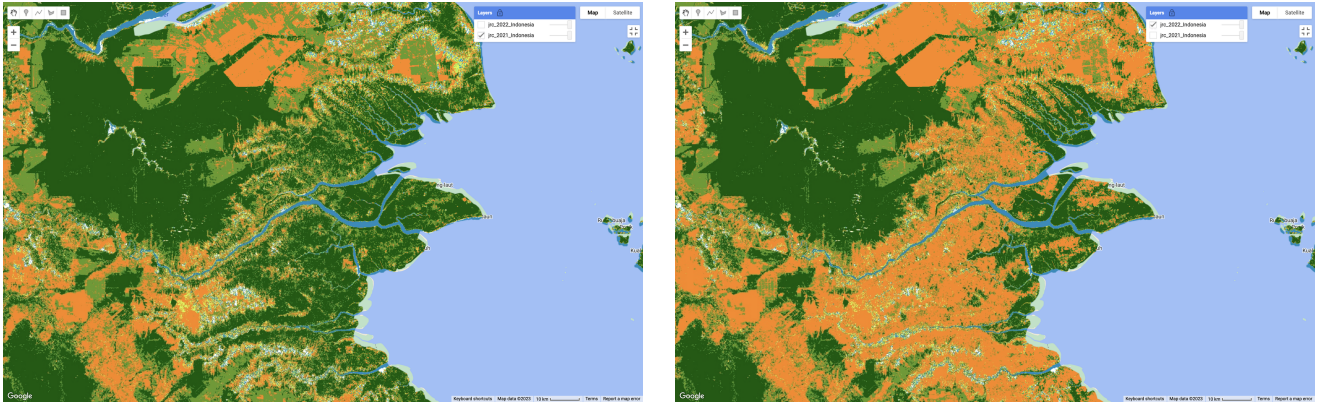 Layers
jrc_2022_Indonesia
jrc_2021_Indonesia
Map
Satellite
+
−
Google
Keyboard shortcuts
Map data ©2023
10 km
Terms
Report a map error
Layers
jrc_2022_Indonesia
jrc_2021_Indonesia
Map
Satellite
+
−
Google
Keyboard shortcuts
Map data ©2023
10 km
Terms
Report a map error